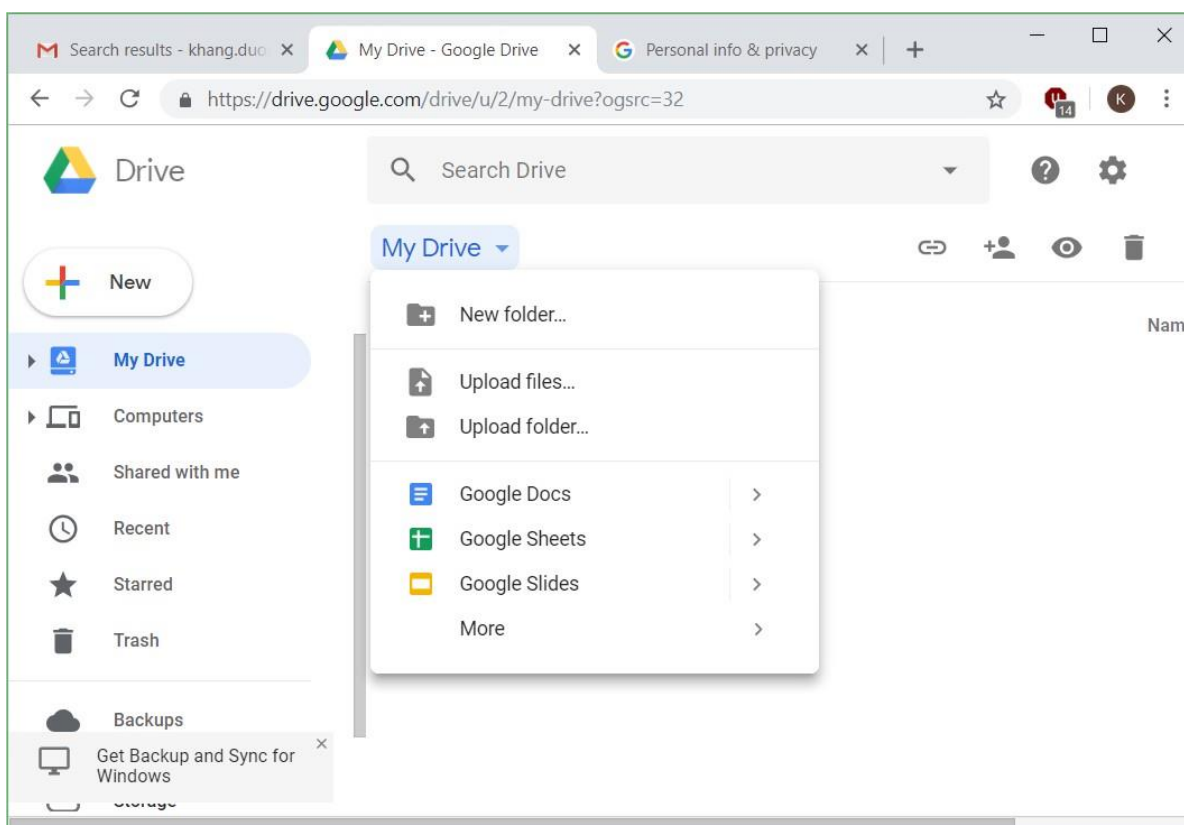 Search results - khang.duo
My Drive - Google Drive
Personal info & privacy
https://drive.google.com/drive/u/2/my-drive?ogsrc=32
14
K
Drive
Search Drive
My Drive
New
My Drive
Computers
Shared with me
Recent
Starred
Trash
Backups
Get Backup and Sync for
Windows
Storage
New folder...
Upload files...
Upload folder...
Google Docs
Google Sheets
Google Slides
More
Nam